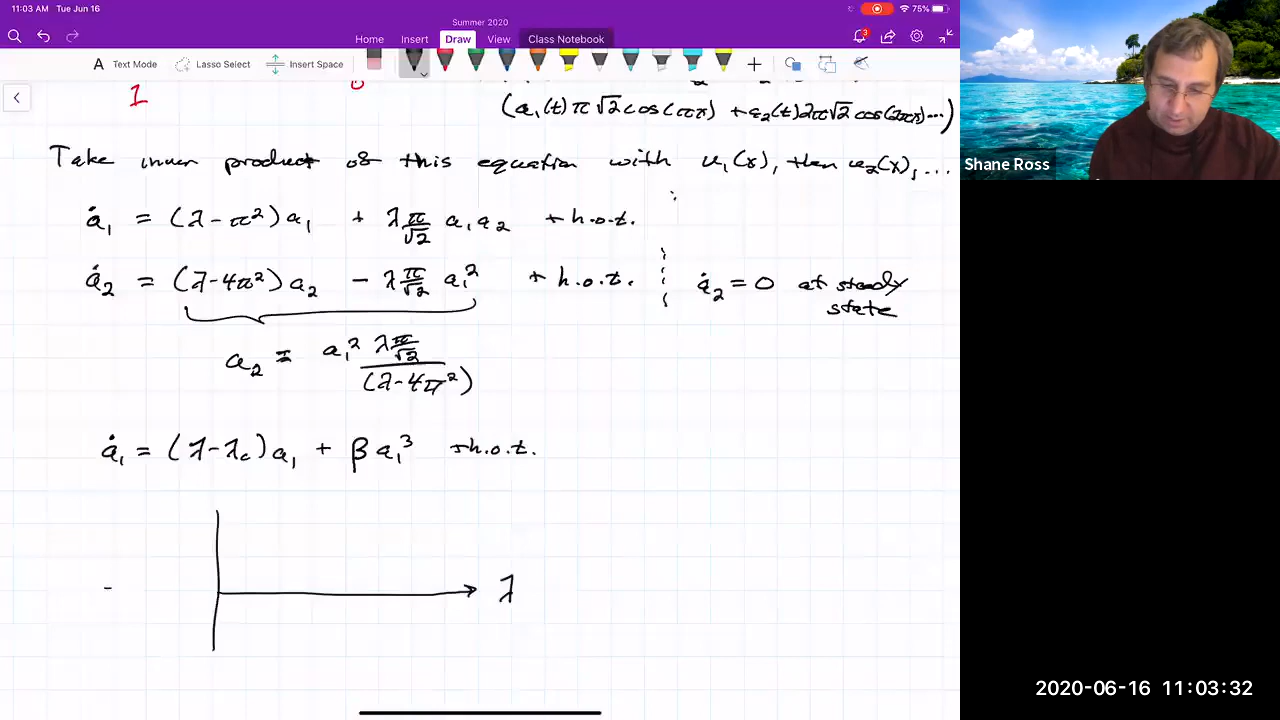 11:03 AM Tue Jun 16
75%
Summer 2020
Home Insert Draw View Class Notebook
3
A Text Mode Lasso Select Insert Space
1
(a₁(t)π√2cos(πx) + a₂(t)2π√2cos(2πx)...)
Take inner product of this equation with u₁(x), then u₂(x), ...
ȧ₁ = (λ-π²)a₁ + λ π/√2 a₁a₂ + h.o.t.
ȧ₂ = (λ-4π²)a₂ - λ π/√2 a₁² + h.o.t. ȧ₂ = 0 at steady
state
a₂ = a₁² (λ π/√2)/(λ-4π²)
ȧ₁ = (λ-λc)a₁ + βa₁³ + h.o.t.
λ
Shane Ross
2020-06-16 11:03:32